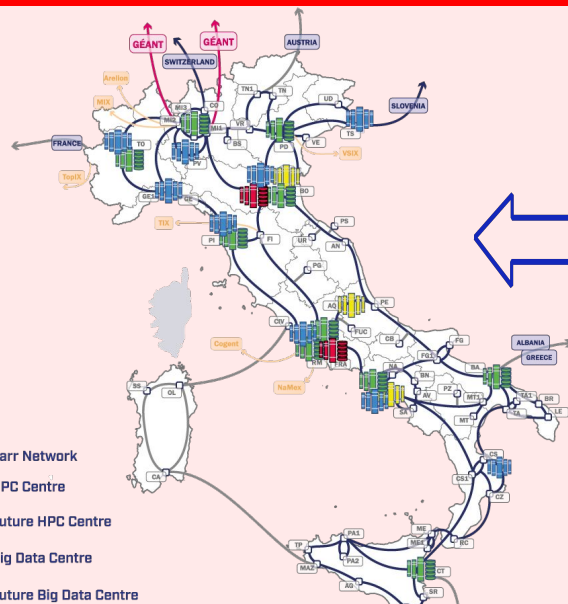 GÉANT
GÉANT
AUSTRIA
SWITZERLAND
Arelion
MIX
SLOVENIA
FRANCE
TopIX
VSIX
TIX
Cogent
NaMex
ALBANIA
GREECE
TN1
TN
UD
TS
MI3
CO
MI2
MI1
VR
BS
VE
PD
TO
PV
GE1
GE
BO
PI
FI
PS
UR
AN
PG
AQ
PE
CIV
FUC
CB
FG
FG1
RM
FRA
BA
NA
BN
AV
PZ
MT1
TA1
BR
SA
MT
TA
LE
SS
OL
CA
CS
CS1
CZ
ME
ME1
RC
TP
PA1
MAZ
PA2
CT
AG
SR
arr Network
PC Centre
uture HPC Centre
ig Data Centre
uture Big Data Centre